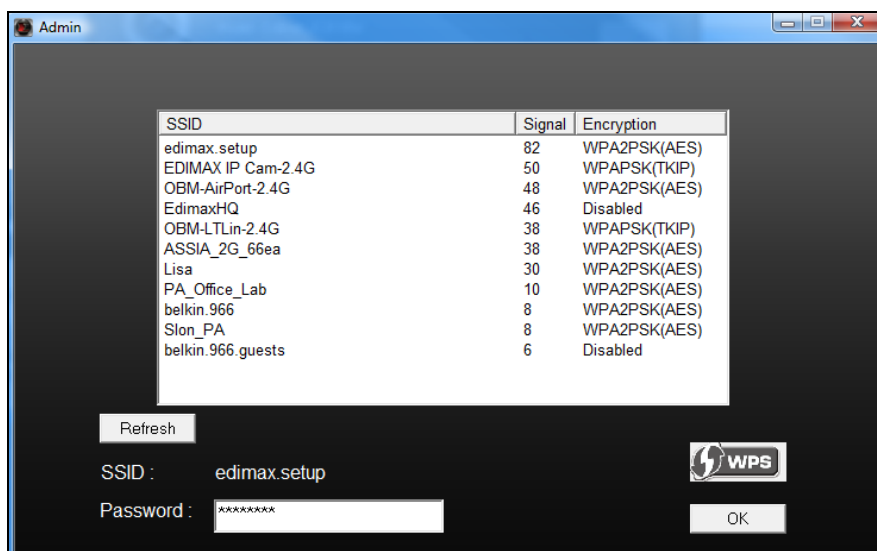 Admin
SSID Signal Encryption
edimax.setup 82 WPA2PSK(AES)
EDIMAX IP Cam-2.4G 50 WPAPSK(TKIP)
OBM-AirPort-2.4G 48 WPA2PSK(AES)
EdimaxHQ 46 Disabled
OBM-LTLin-2.4G 38 WPAPSK(TKIP)
ASSIA_2G_66ea 38 WPA2PSK(AES)
Lisa 30 WPA2PSK(AES)
PA_Office_Lab 10 WPA2PSK(AES)
belkin.966 8 WPA2PSK(AES)
Slon_PA 8 WPA2PSK(AES)
belkin.966.guests 6 Disabled
Refresh
SSID : edimax.setup
WPS
Password : ********
OK